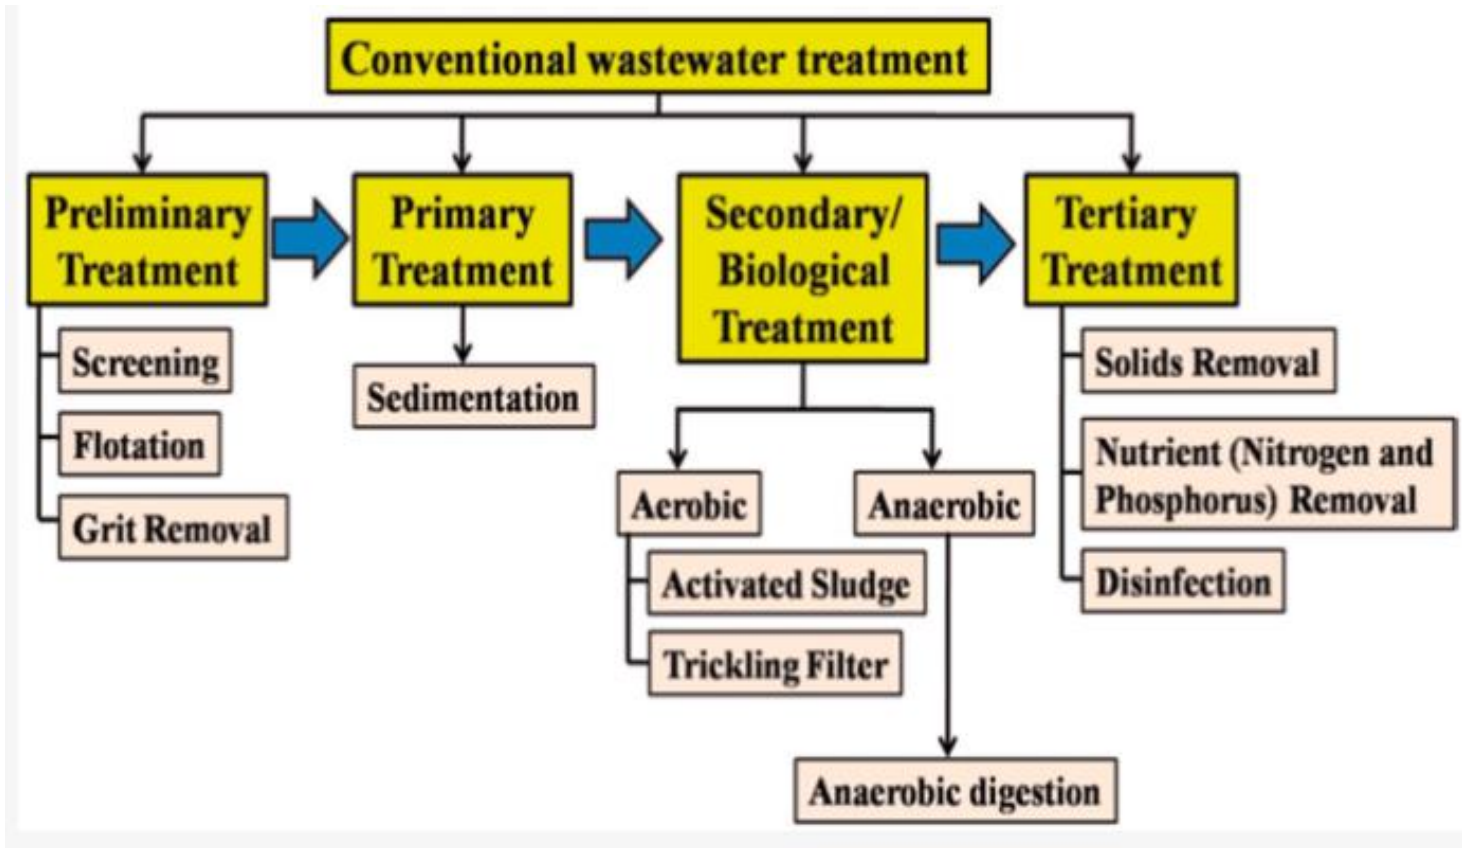 Conventional wastewater treatment
Preliminary
Treatment
Primary
Treatment
Secondary/
Biological
Treatment
Tertiary
Treatment
Screening
Flotation
Grit Removal
Sedimentation
Aerobic
Activated Sludge
Trickling Filter
Anaerobic
Anaerobic digestion
Solids Removal
Nutrient (Nitrogen and
Phosphorus) Removal
Disinfection